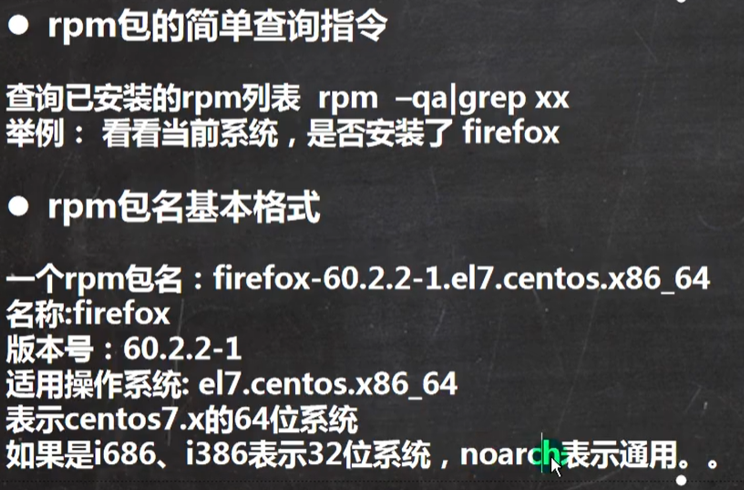 ● rpm包的简单查询指令
查询已安装的rpm列表 rpm –qa|grep xx
举例： 看看当前系统，是否安装了 firefox
● rpm包名基本格式
一个rpm包名：firefox-60.2.2-1.el7.centos.x86_64
名称:firefox
版本号：60.2.2-1
适用操作系统: el7.centos.x86_64
表示centos7.x的64位系统
如果是i686、i386表示32位系统，noarch表示通用。。